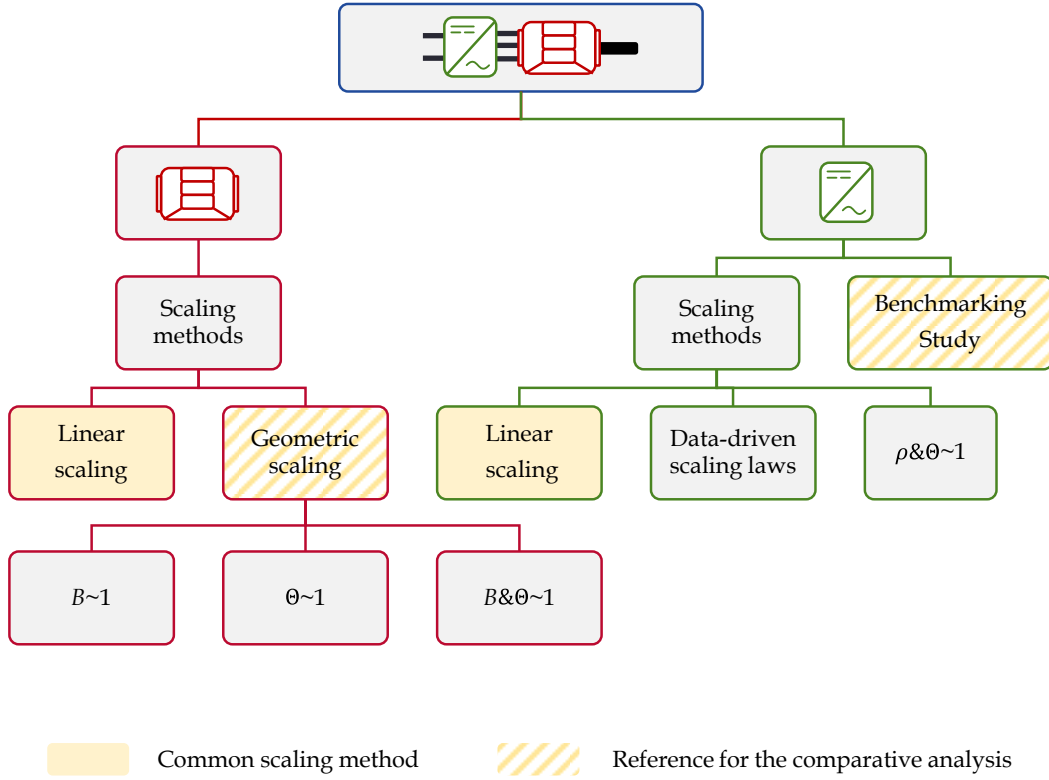 Scaling
methods
Scaling
methods
Benchmarking
Study
Linear
scaling
Geometric
scaling
Linear
scaling
Data-driven
scaling laws
ρ&Θ~1
B~1
Θ~1
B&Θ~1
Common scaling method
Reference for the comparative analysis